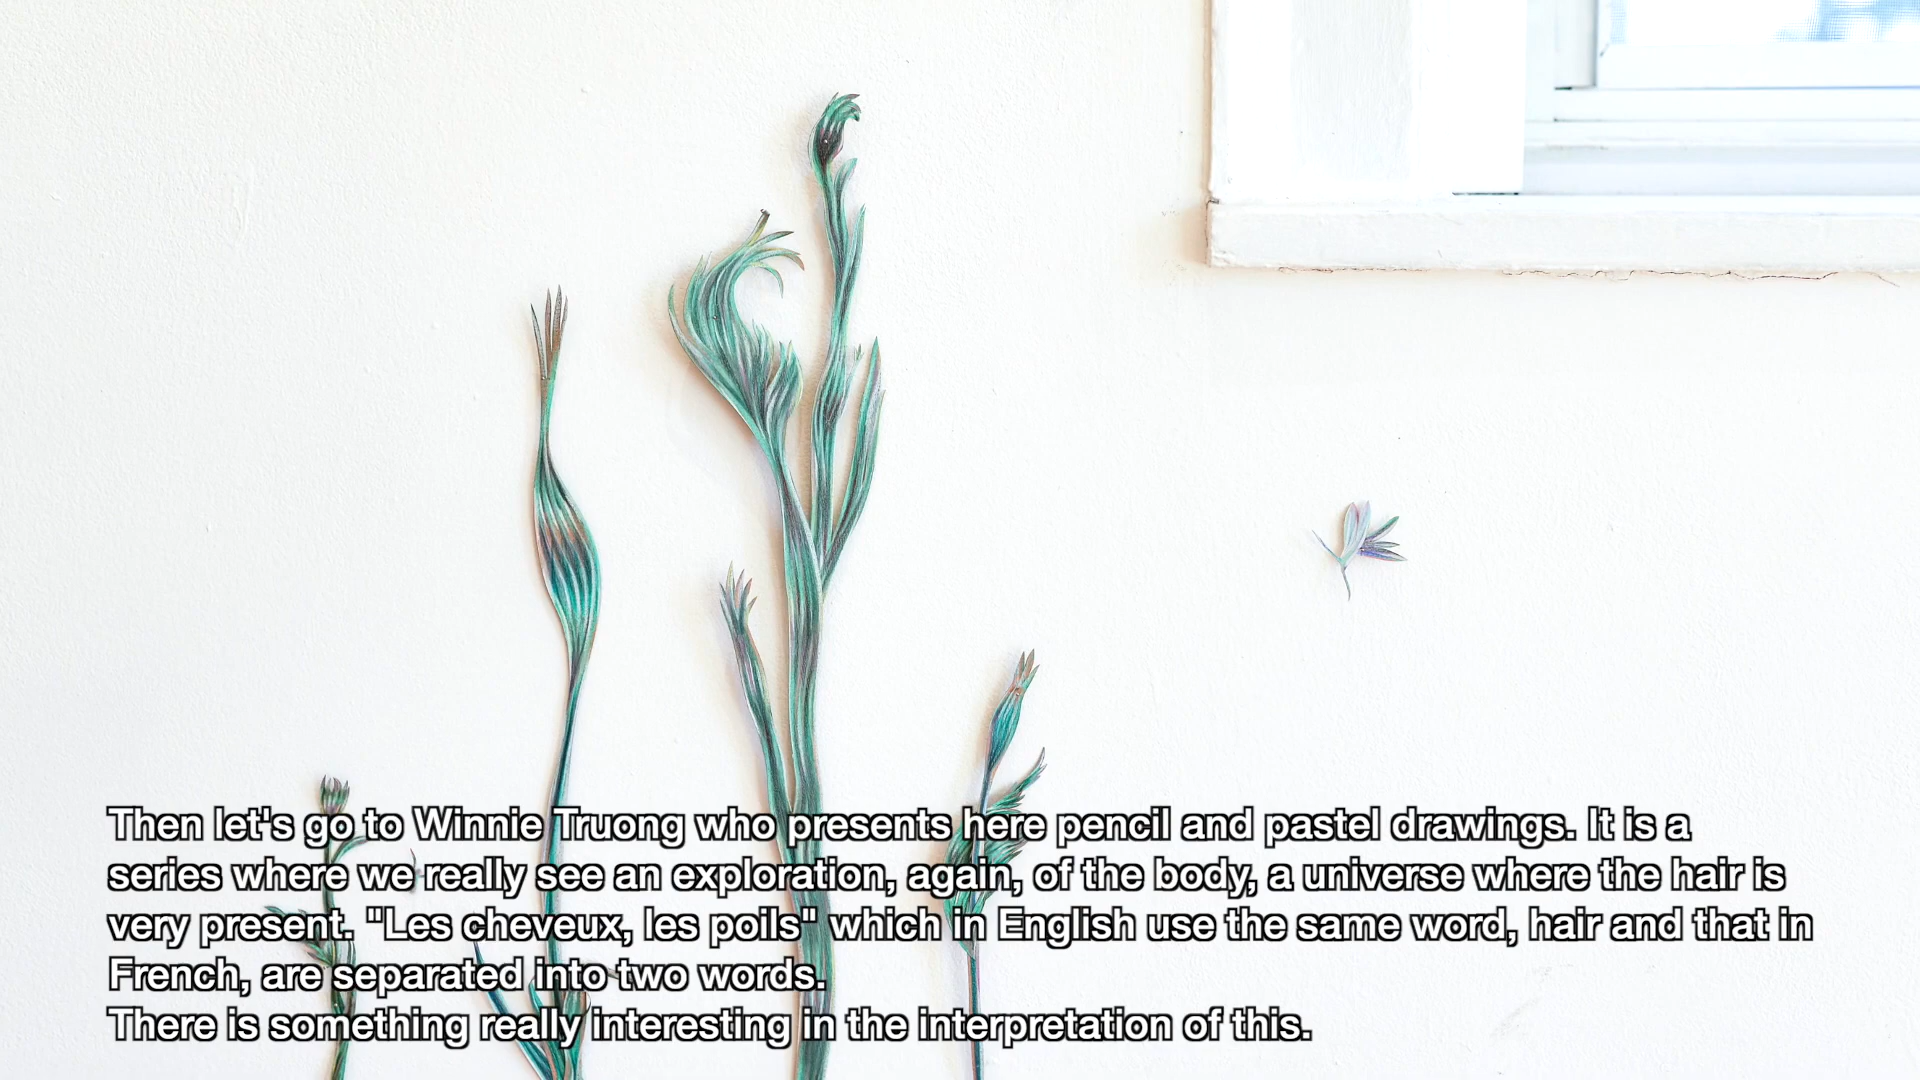 Then let's go to Winnie Truong who presents here pencil and pastel drawings. It is a
series where we really see an exploration, again, of the body, a universe where the hair is
very present. "Les cheveux, les poils" which in English use the same word, hair and that in
French, are separated into two words.
There is something really interesting in the interpretation of this.